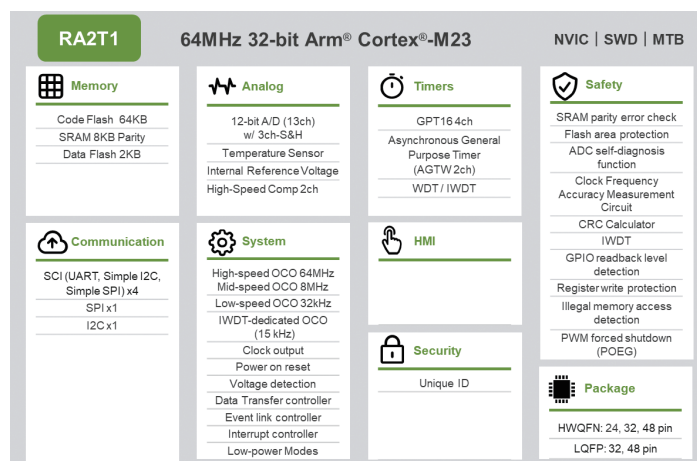 RA2T1
64MHz 32-bit Arm® Cortex®-M23
NVIC | SWD | MTB
Memory
Code Flash 64KB
SRAM 8KB Parity
Data Flash 2KB
Analog
12-bit A/D (13ch)
w/ 3ch-S&H
Temperature Sensor
Internal Reference Voltage
High-Speed Comp 2ch
Timers
GPT16 4ch
Asynchronous General
Purpose Timer
(AGTW 2ch)
WDT / IWDT
Safety
SRAM parity error check
Flash area protection
ADC self-diagnosis
function
Clock Frequency
Accuracy Measurement
Circuit
CRC Calculator
IWDT
GPIO readback level
detection
Register write protection
Illegal memory access
detection
PWM forced shutdown
(POEG)
Communication
SCI (UART, Simple I2C,
Simple SPI) x4
SPI x1
I2C x1
System
High-speed OCO 64MHz
Mid-speed OCO 8MHz
Low-speed OCO 32kHz
IWDT-dedicated OCO
(15 kHz)
Clock output
Power on reset
Voltage detection
Data Transfer controller
Event link controller
Interrupt controller
Low-power Modes
HMI
Security
Unique ID
Package
HWQFN: 24, 32, 48 pin
LQFP: 32, 48 pin